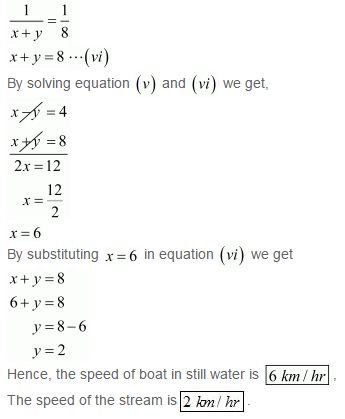 1/(x+y) = 1/8
x + y = 8 ···(vi)
By solving equation (v) and (vi) we get,
x − y = 4
x + y = 8
2x = 12
x = 12/2
x = 6
By substituting x = 6 in equation (vi) we get
x + y = 8
6 + y = 8
y = 8 − 6
y = 2
Hence, the speed of boat in still water is 6 km / hr ,
The speed of the stream is 2 km / hr .